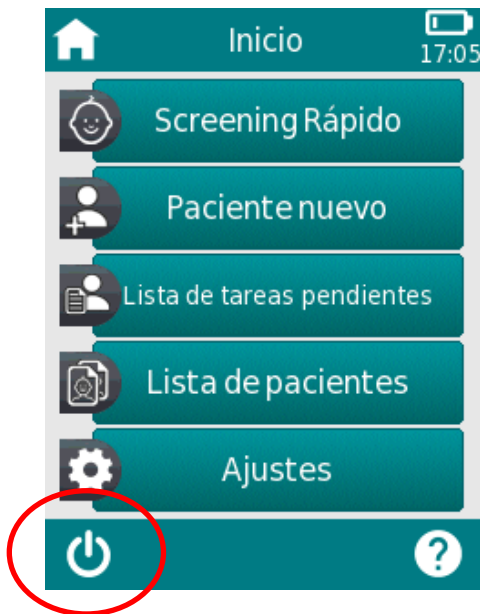 Inicio
17:05
Screening Rápido
Paciente nuevo
Lista de tareas pendientes
Lista de pacientes
Ajustes
?